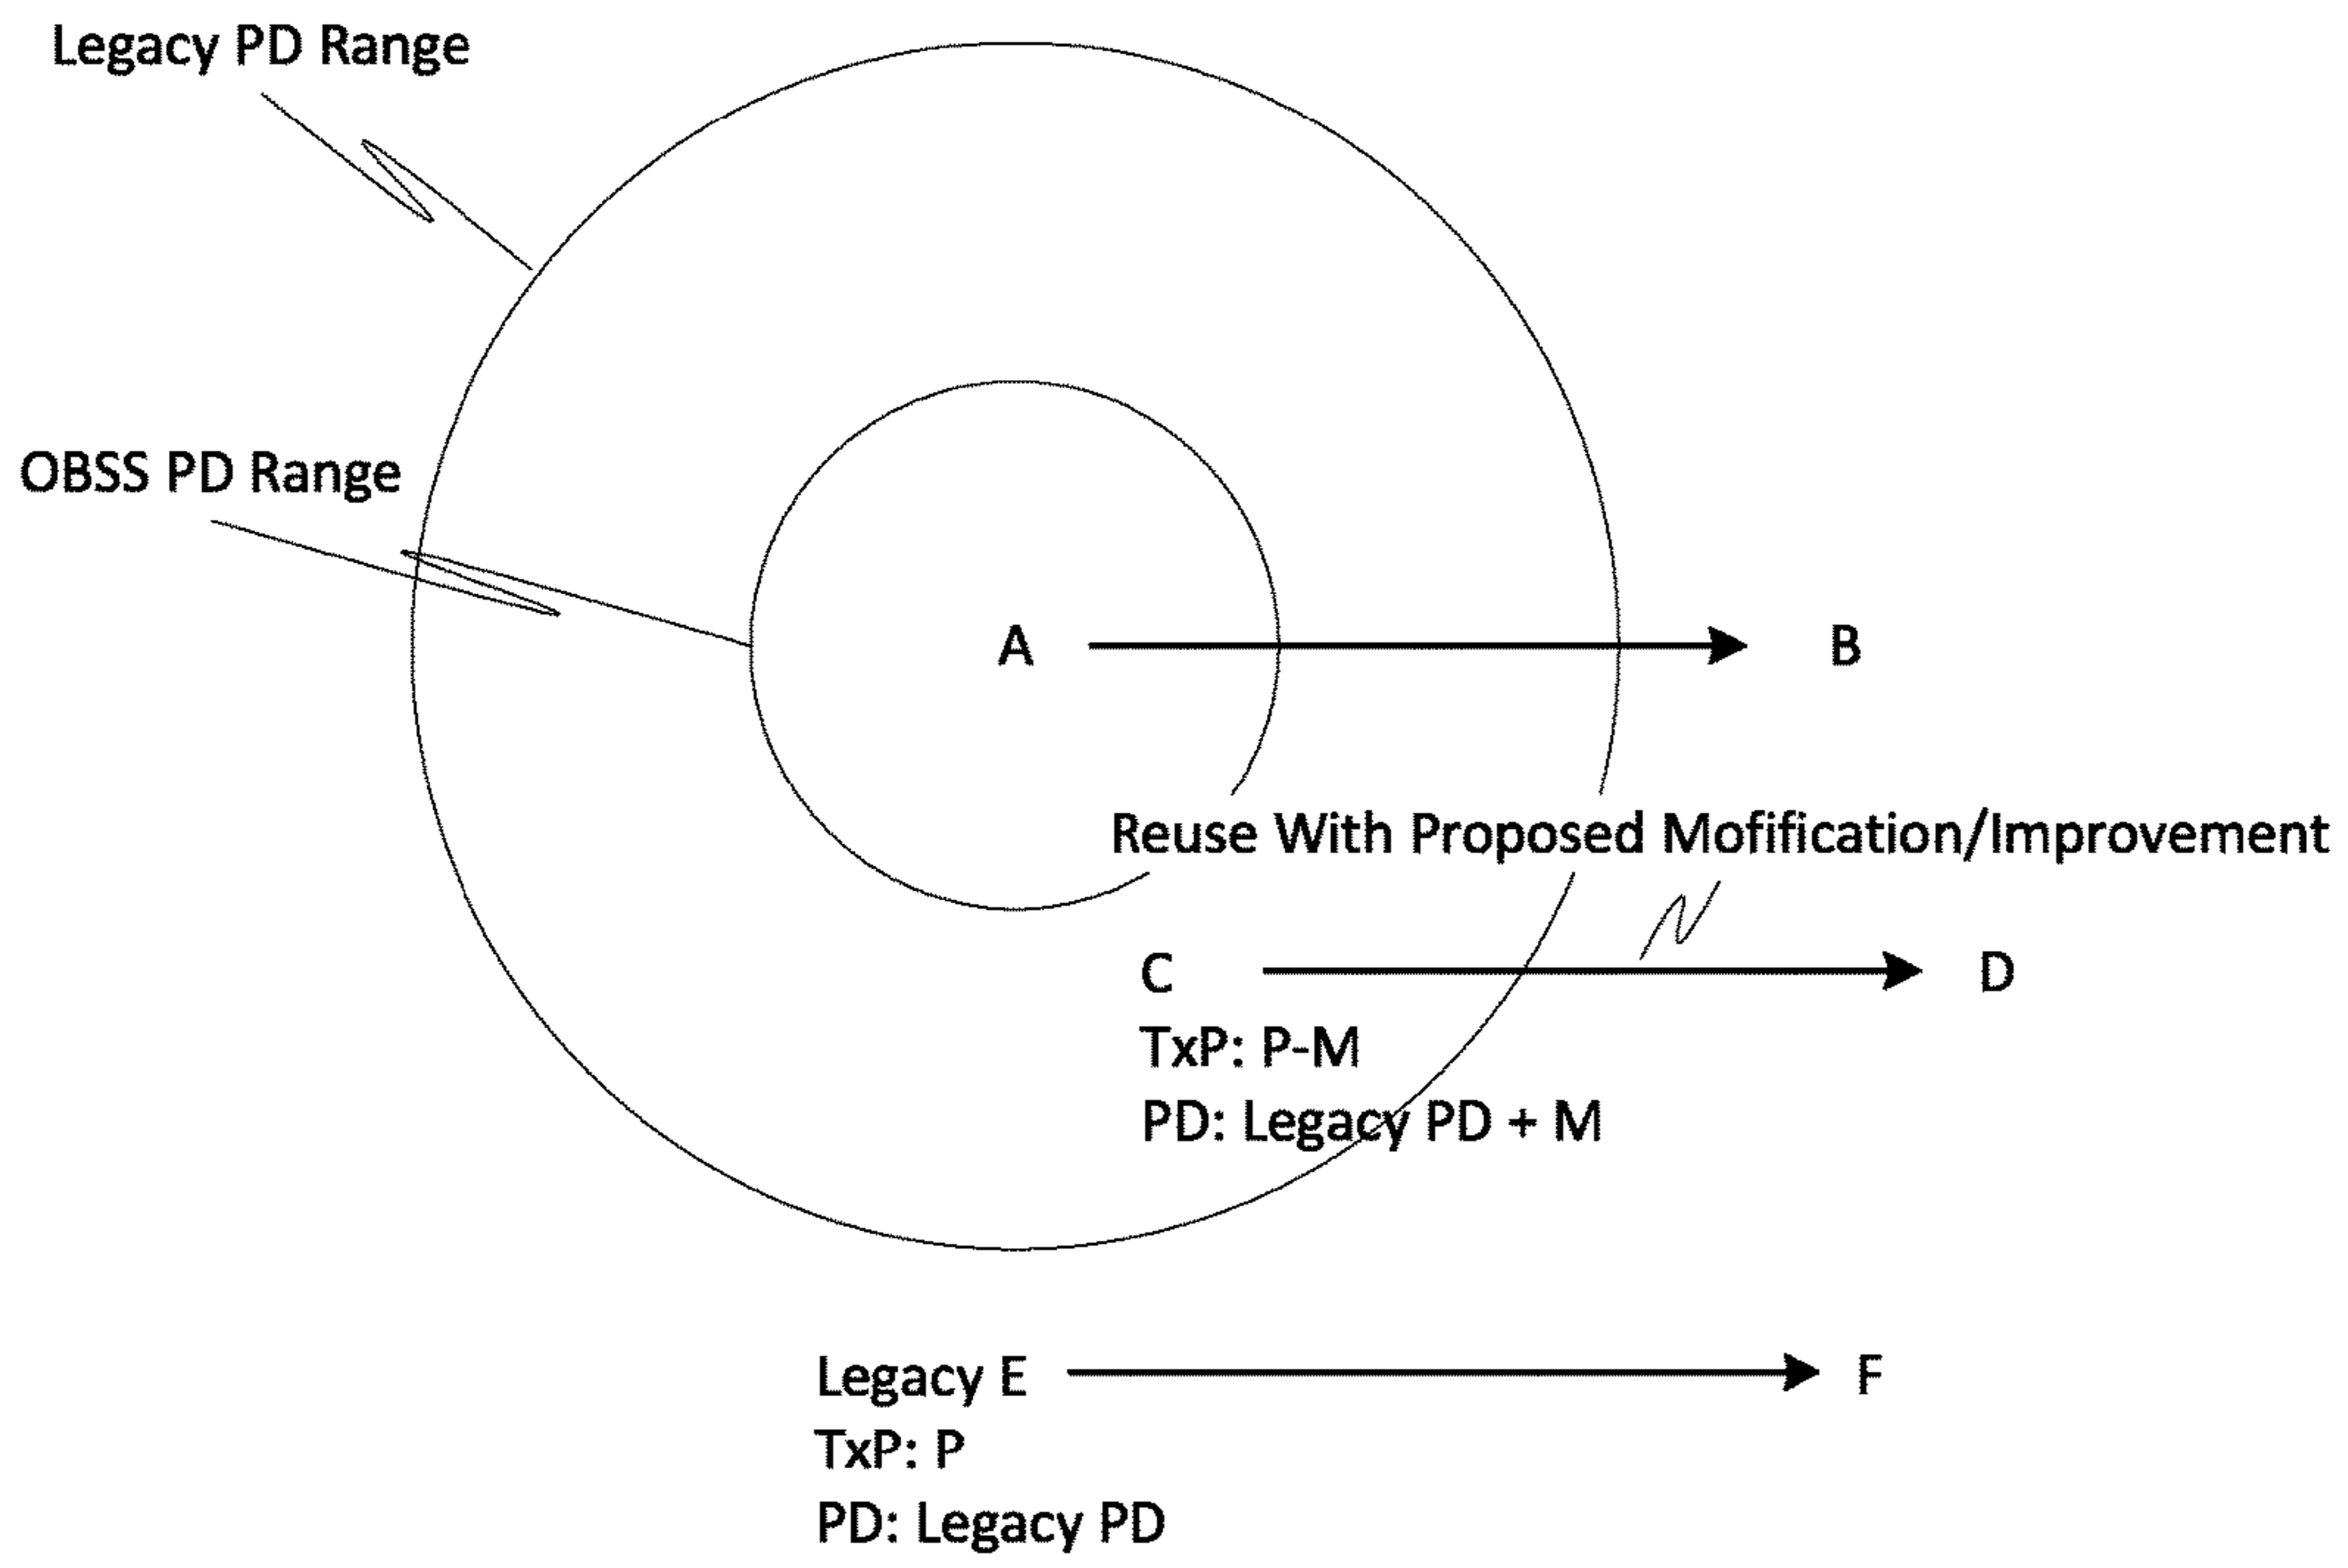 Legacy PD Range
OBSS PD Range
A
B
Reuse With Proposed Mofification/Improvement
C
D
TxP: P-M
PD: Legacy PD + M
Legacy E
F
TxP: P
PD: Legacy PD